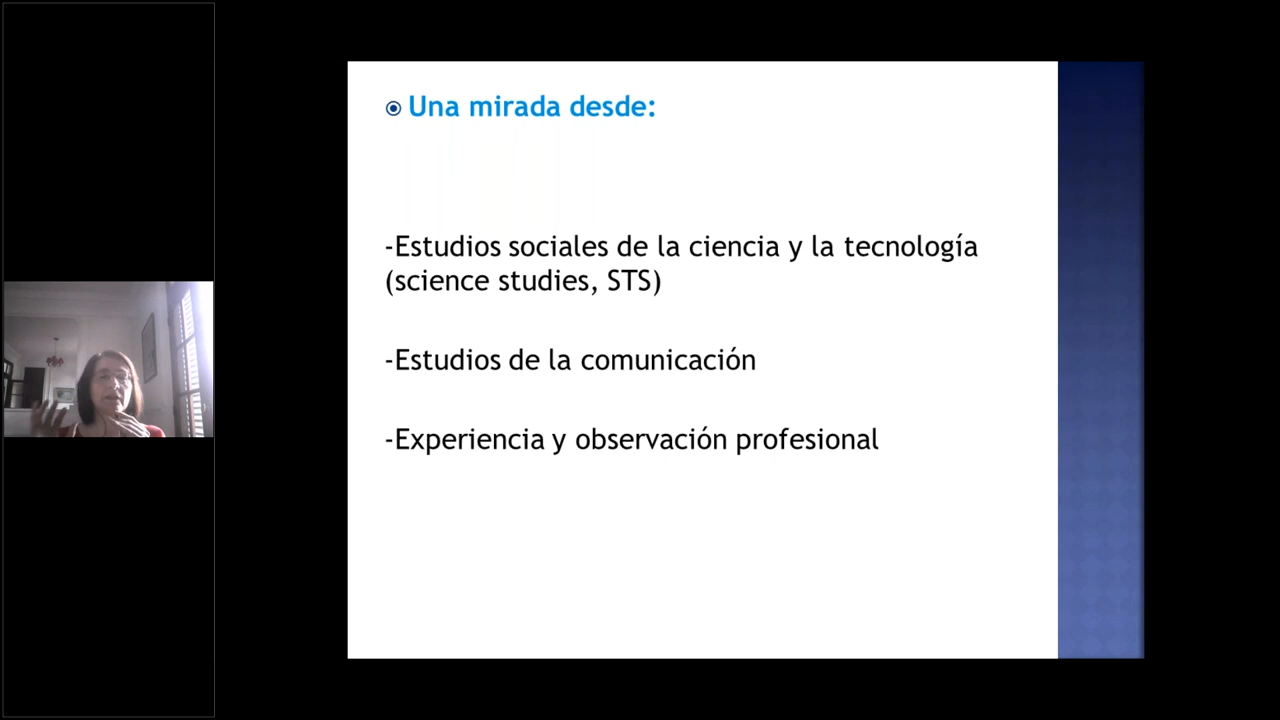 Una mirada desde:
-Estudios sociales de la ciencia y la tecnología
(science studies, STS)
-Estudios de la comunicación
-Experiencia y observación profesional